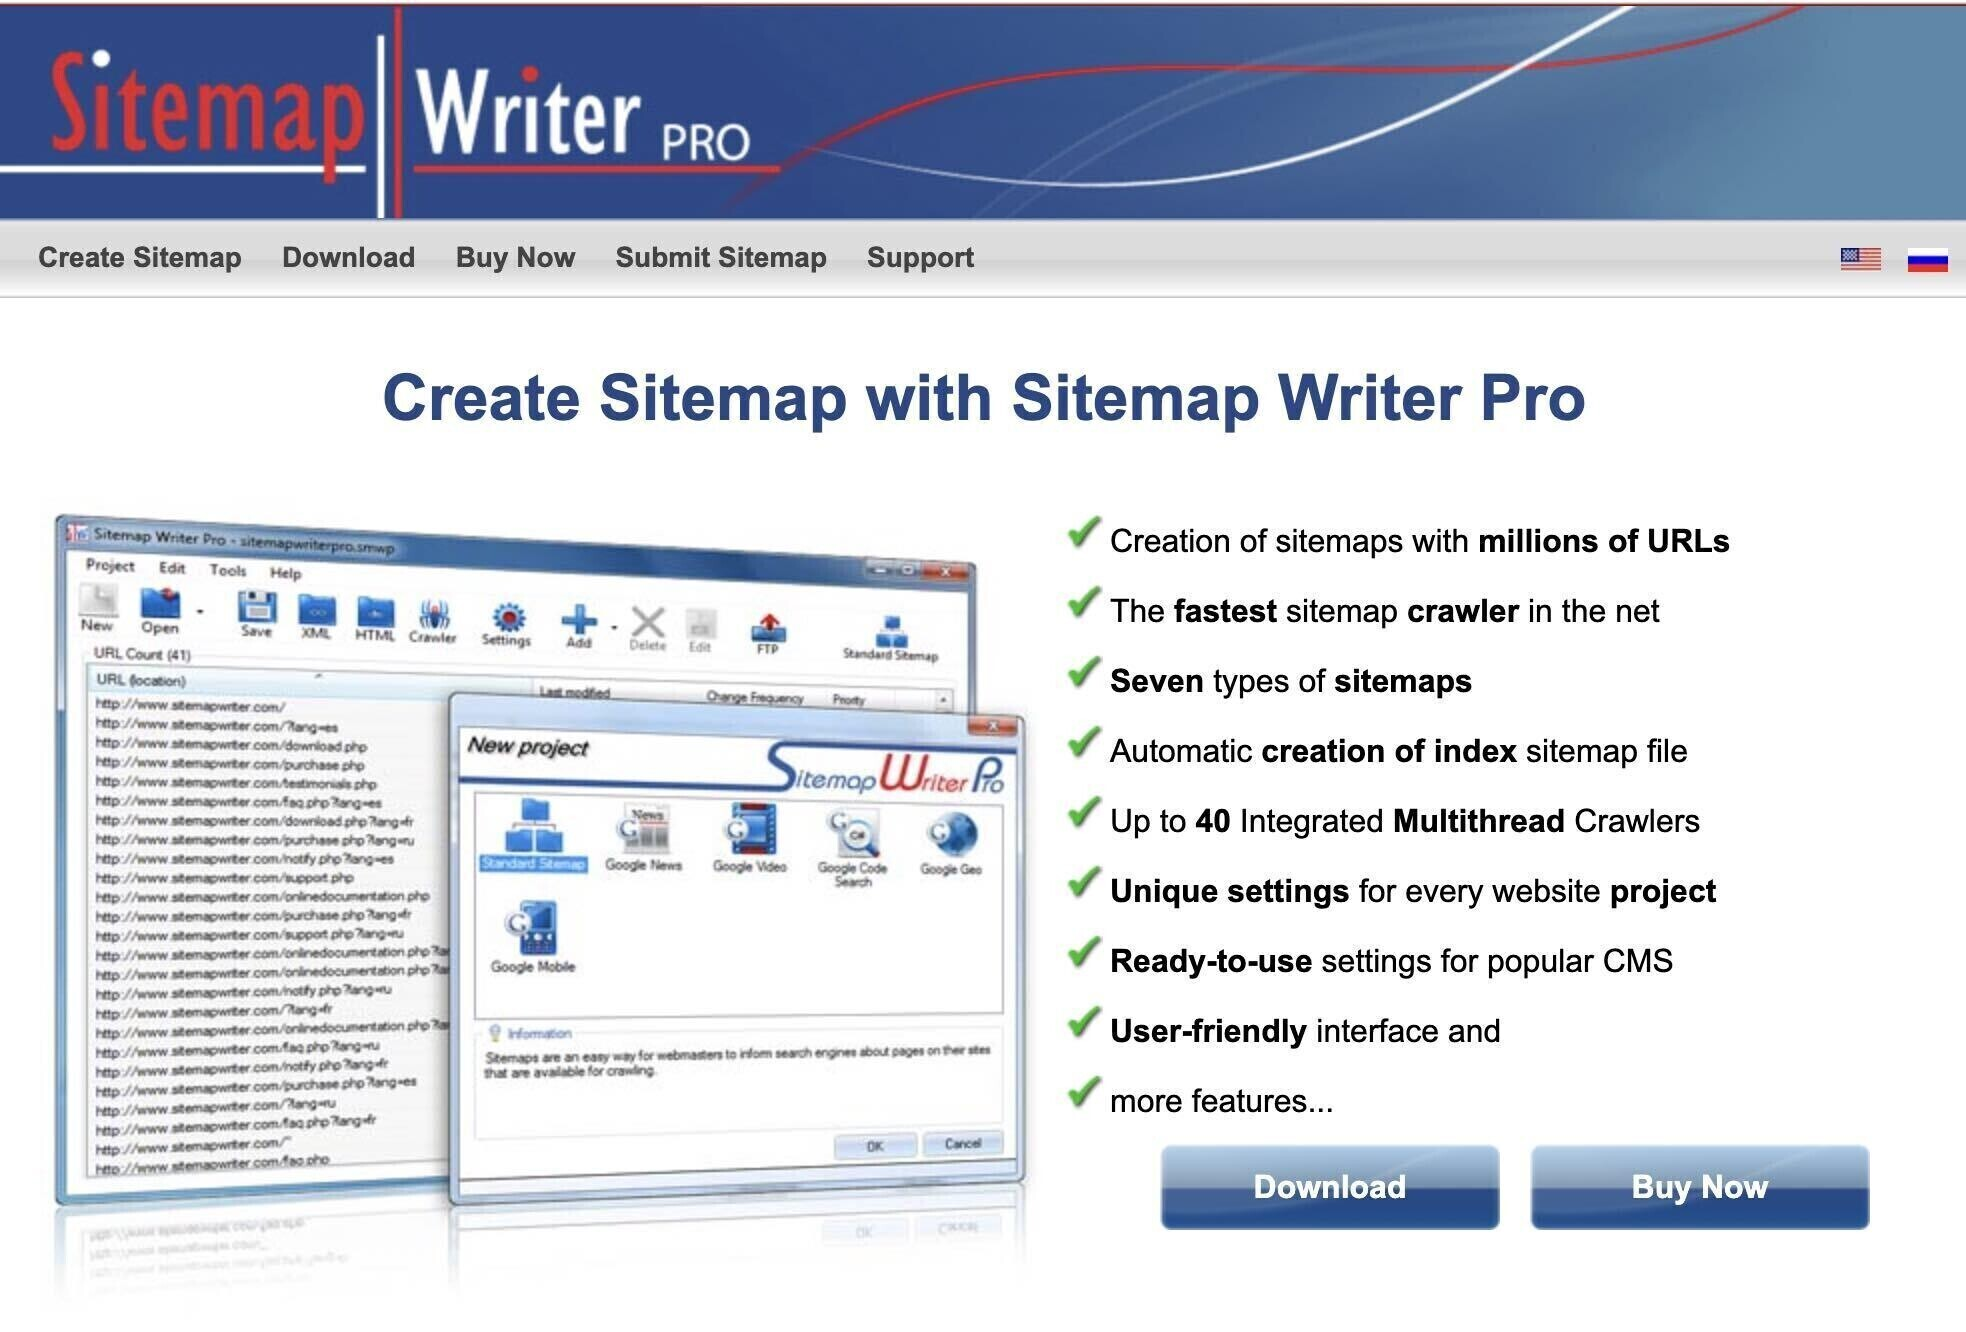 Sitemap Writer PRO
Create Sitemap Download Buy Now Submit Sitemap Support
Create Sitemap with Sitemap Writer Pro
Sitemap Writer Pro - sitemapwriterpro.smwp
Project Edit Tools Help
New Open Save XML HTML Crawler Settings Add Delete Edit FTP Standard Sitemap
URL Count (41)
URL (location) Last modified Change Frequency Priority
http://www.sitemapwriter.com/
http://www.sitemapwriter.com/?lang=es
http://www.sitemapwriter.com/download.php
http://www.sitemapwriter.com/purchase.php
http://www.sitemapwriter.com/testimonials.php
http://www.sitemapwriter.com/faq.php?lang=es
http://www.sitemapwriter.com/download.php?lang=fr
http://www.sitemapwriter.com/purchase.php?lang=ru
http://www.sitemapwriter.com/notify.php?lang=es
http://www.sitemapwriter.com/support.php
http://www.sitemapwriter.com/onlinedocumentation.php
http://www.sitemapwriter.com/purchase.php?lang=fr
http://www.sitemapwriter.com/support.php?lang=ru
http://www.sitemapwriter.com/onlinedocumentation.php?la
http://www.sitemapwriter.com/onlinedocumentation.php?la
http://www.sitemapwriter.com/notify.php?lang=ru
http://www.sitemapwriter.com/?lang=fr
http://www.sitemapwriter.com/onlinedocumentation.php?la
http://www.sitemapwriter.com/faq.php?lang=ru
http://www.sitemapwriter.com/notify.php?lang=fr
http://www.sitemapwriter.com/purchase.php?lang=es
http://www.sitemapwriter.com/?lang=ru
http://www.sitemapwriter.com/faq.php?lang=fr
http://www.sitemapwriter.com/"
http://www.sitemapwriter.com/faq.php
New project
Sitemap Writer Pro
Standard Sitemap Google News Google Video Google Code Search Google Geo
Google Mobile
Information
Sitemaps are an easy way for webmasters to inform search engines about pages on their sites
that are available for crawling.
OK Cancel
Creation of sitemaps with millions of URLs
The fastest sitemap crawler in the net
Seven types of sitemaps
Automatic creation of index sitemap file
Up to 40 Integrated Multithread Crawlers
Unique settings for every website project
Ready-to-use settings for popular CMS
User-friendly interface and
more features...
Download Buy Now